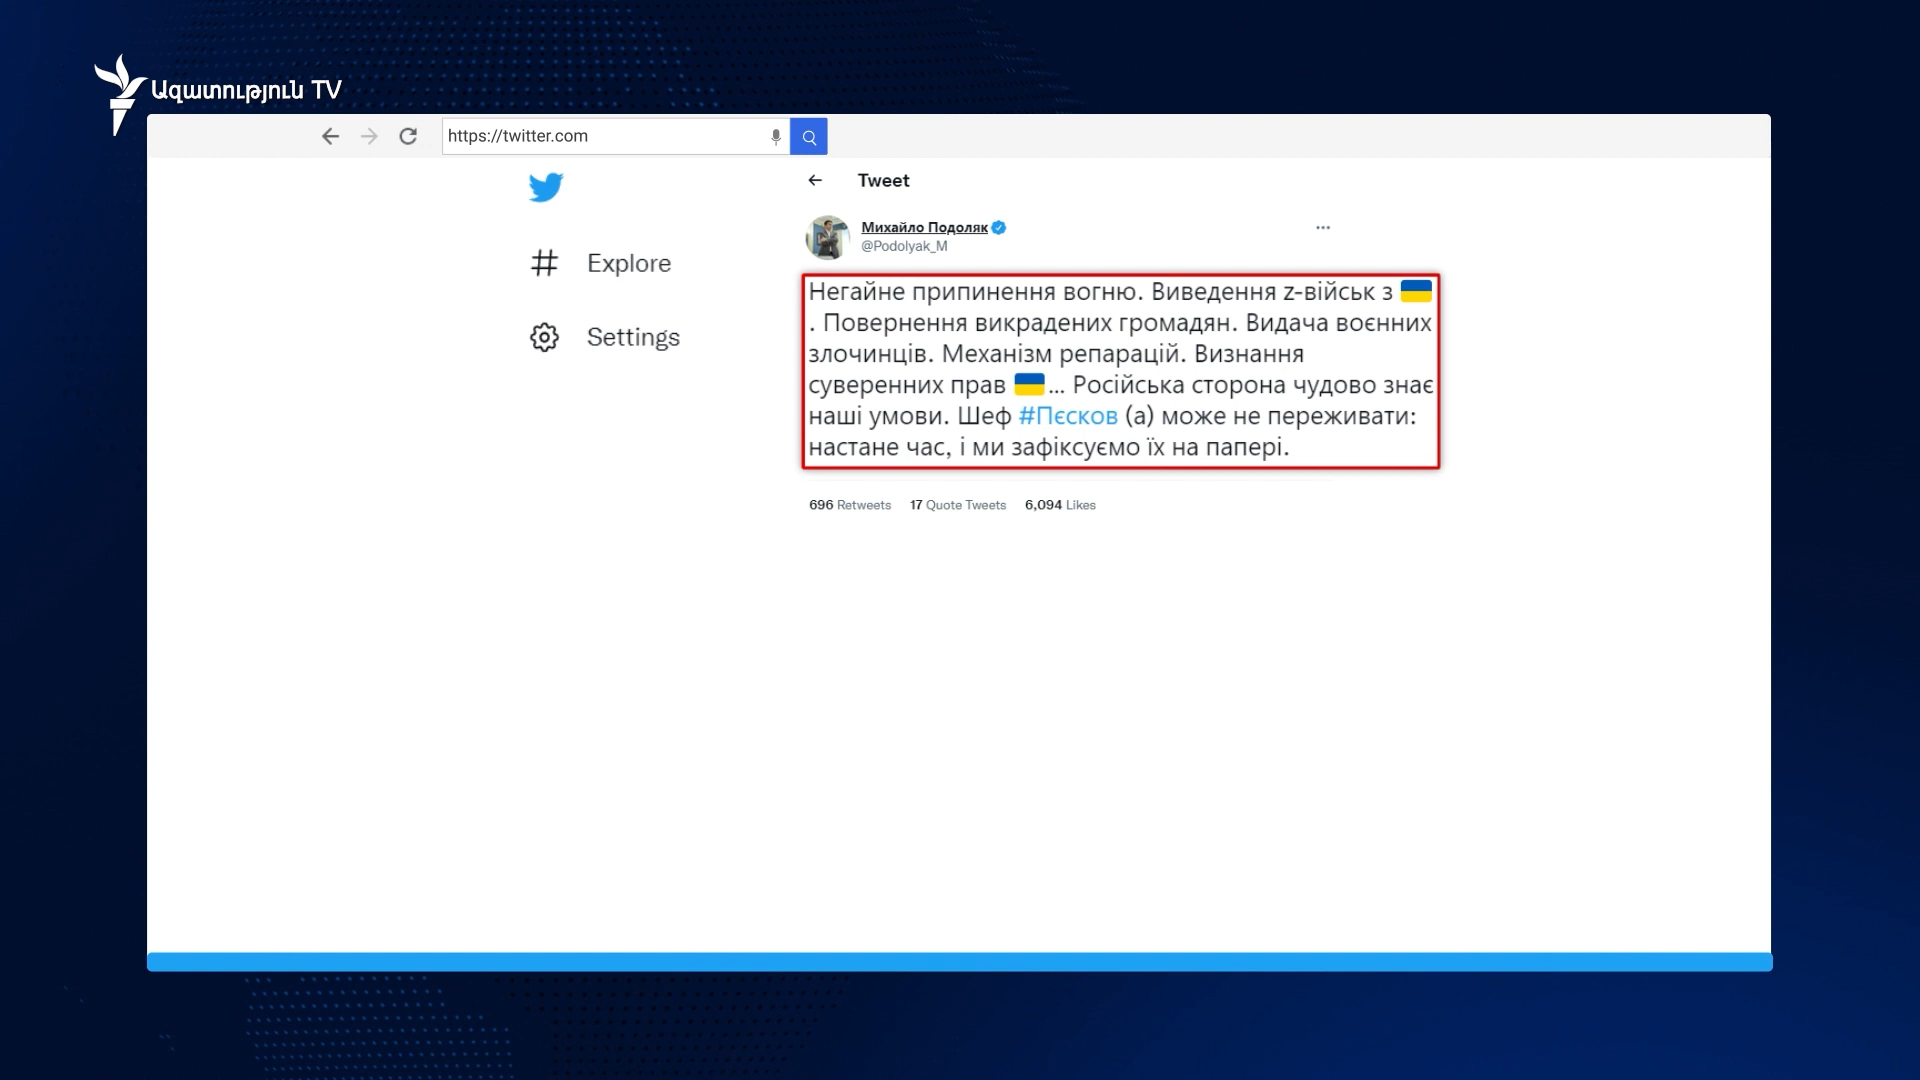 Ազատություն TV
https://twitter.com
Tweet
Михайло Подоляк
@Podolyak_M
Explore
Settings
Негайне припинення вогню. Виведення z-військ з 🇺🇦
. Повернення викрадених громадян. Видача воєнних
злочинців. Механізм репарацій. Визнання
суверенних прав 🇺🇦... Російська сторона чудово знає
наші умови. Шеф #Пєсков (а) може не переживати:
настане час, і ми зафіксуємо їх на папері.
696 Retweets 17 Quote Tweets 6,094 Likes